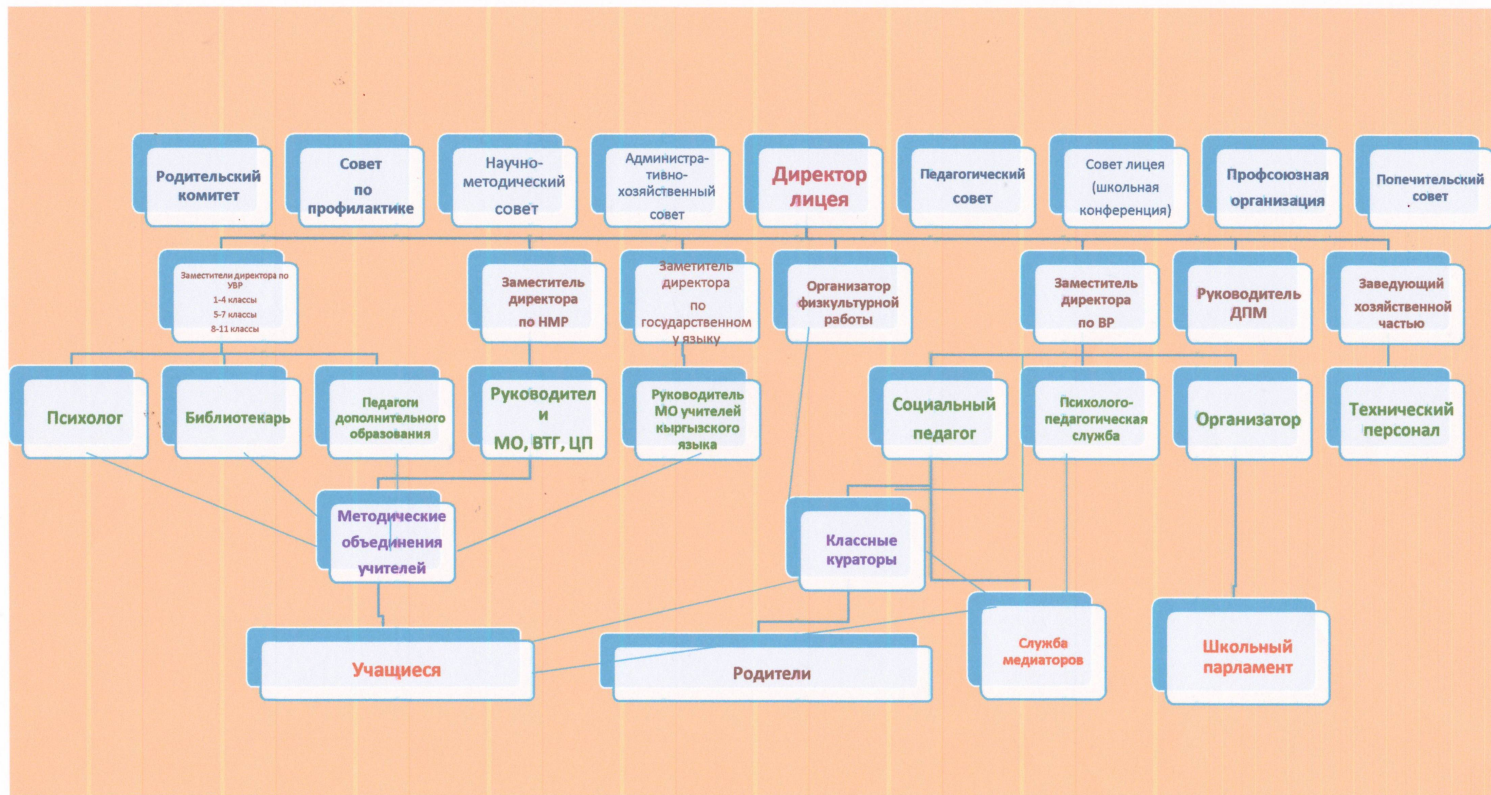 Родительский
комитет
Совет
по
профилактике
Научно-
методический
совет
Администра-
тивно-
хозяйственный
совет
Директор
лицея
Педагогический
совет
Совет лицея
(школьная
конференция)
Профсоюзная
организация
Попечительский
совет
Заместители директора по
УВР
1-4 классы
5-7 классы
8-11 классы
Заместитель
директора
по НМР
Заметитель
директора
по
государственном
у языку
Организатор
физкультурной
работы
Заместитель
директора
по ВР
Руководитель
ДПМ
Заведующий
хозяйственной
частью
Психолог
Библиотекарь
Педагоги
дополнительного
образования
Руководител
и
МО, ВТГ, ЦП
Руководитель
МО учителей
кыргызского
языка
Социальный
педагог
Психолого-
педагогическая
служба
Организатор
Технический
персонал
Методические
объединения
учителей
Классные
кураторы
Учащиеся
Родители
Служба
медиаторов
Школьный
парламент